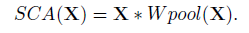 SCA(X) = X ∗ Wpool(X).